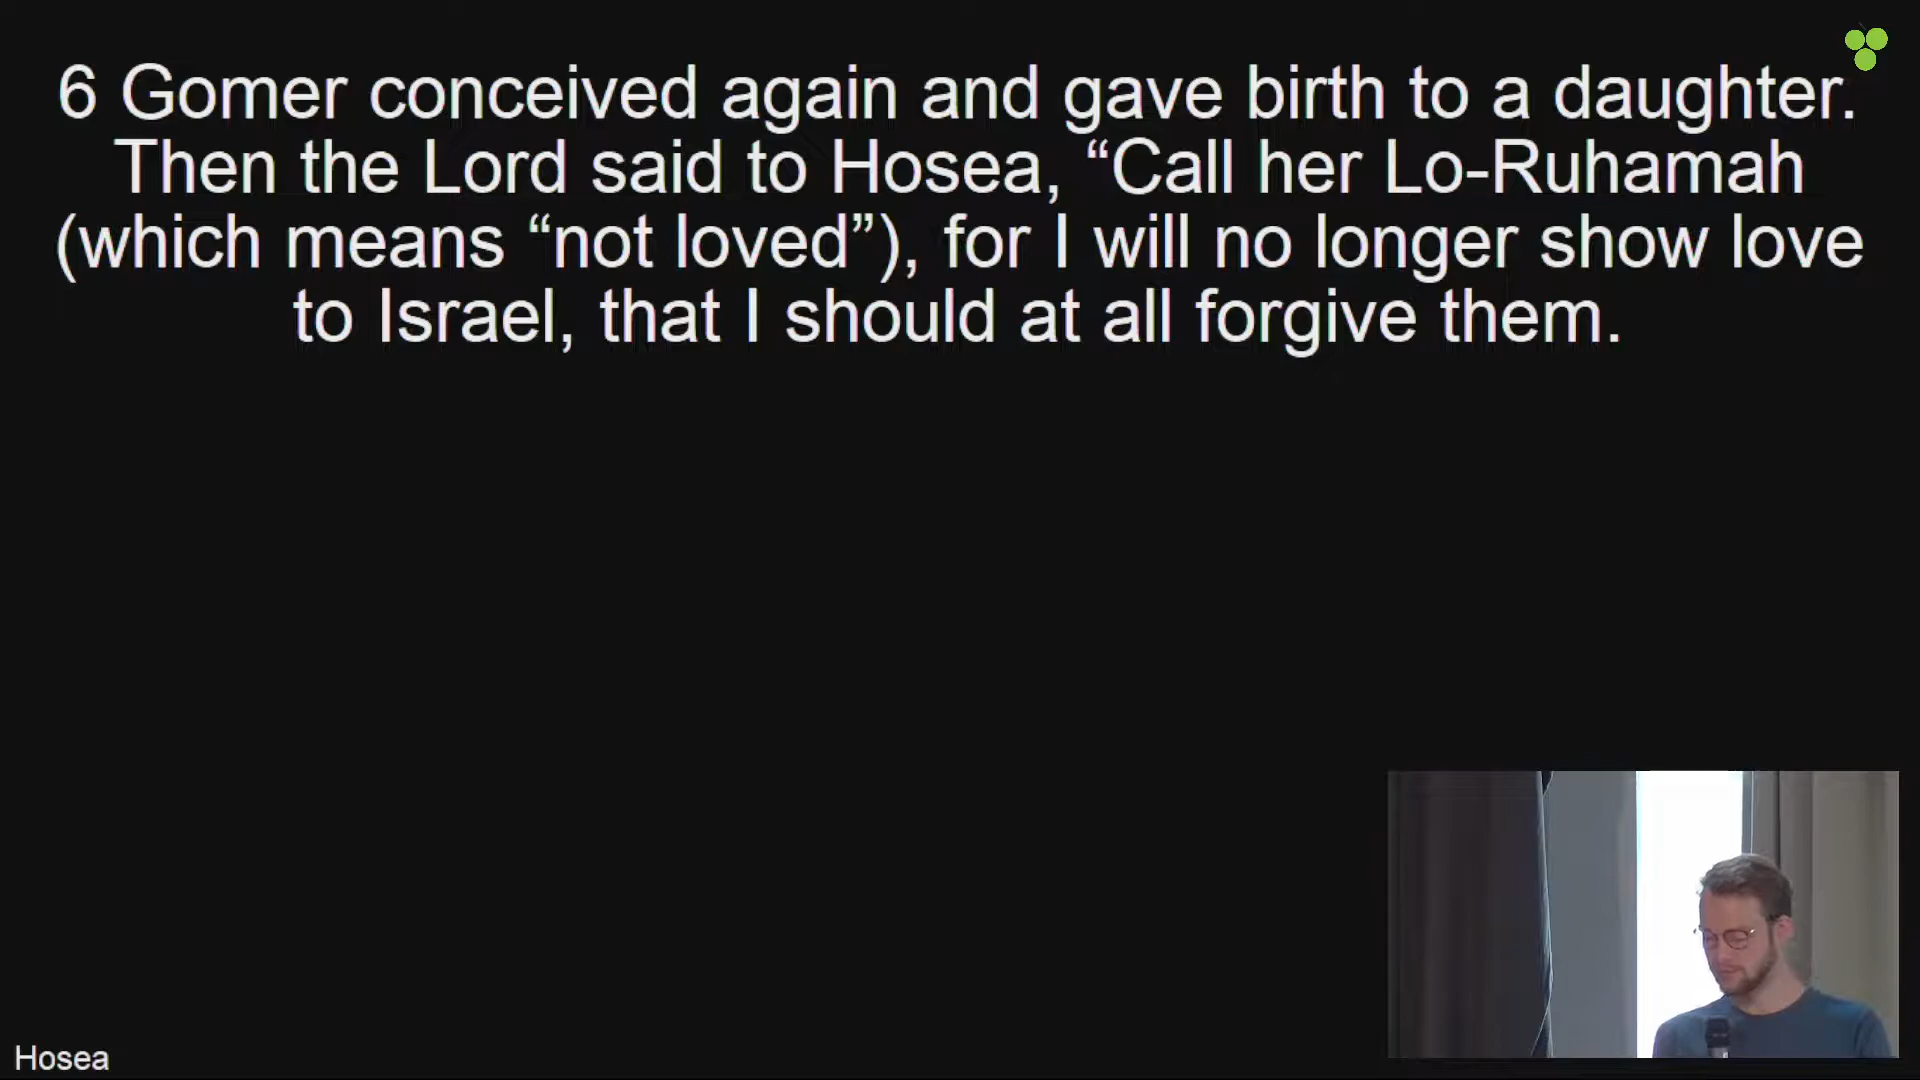 6 Gomer conceived again and gave birth to a daughter.
Then the Lord said to Hosea, “Call her Lo-Ruhamah
(which means “not loved”), for I will no longer show love
to Israel, that I should at all forgive them.
Hosea